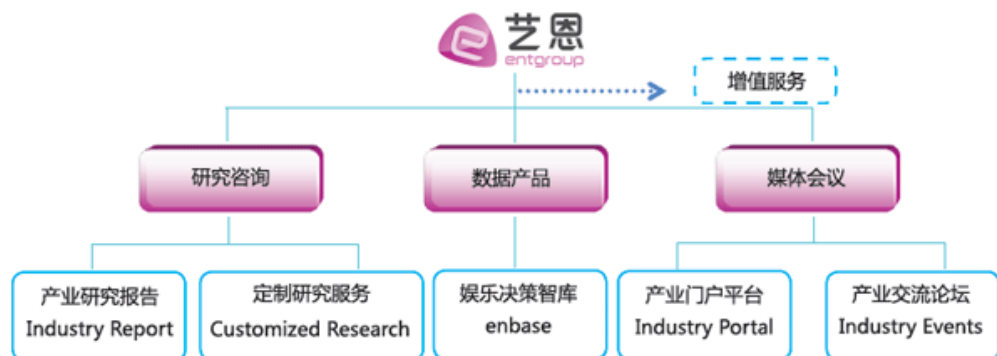 艺恩
entgroup
增值服务
研究咨询
数据产品
媒体会议
产业研究报告
Industry Report
定制研究服务
Customized Research
娱乐决策智库
enbase
产业门户平台
Industry Portal
产业交流论坛
Industry Events